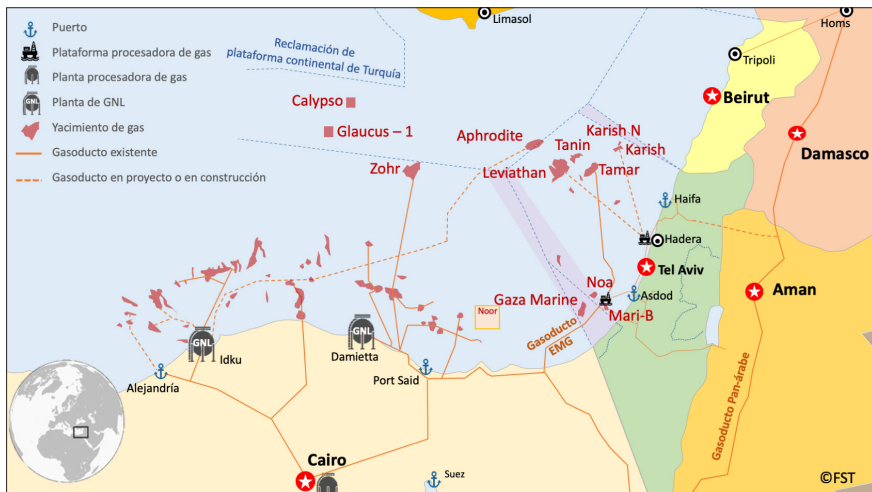 Puerto
Plataforma procesadora de gas
Planta procesadora de gas
GNL
Planta de GNL
Yacimiento de gas
Gasoducto existente
Gasoducto en proyecto o en construcción
Reclamación de
plataforma continental de Turquía
Limasol
Homs
Tripoli
Beirut
Damasco
Calypso
Glaucus – 1
Aphrodite
Karish N
Tanin
Karish
Zohr
Leviathan
Tamar
Haifa
Hadera
Tel Aviv
Aman
Noa
Gaza Marine
Asdod
Mari-B
Noor
Gasoducto
EMG
GNL
Idku
GNL
Damietta
Port Said
Alejandría
Gasoducto Pan-árabe
Cairo
Suez
©FST